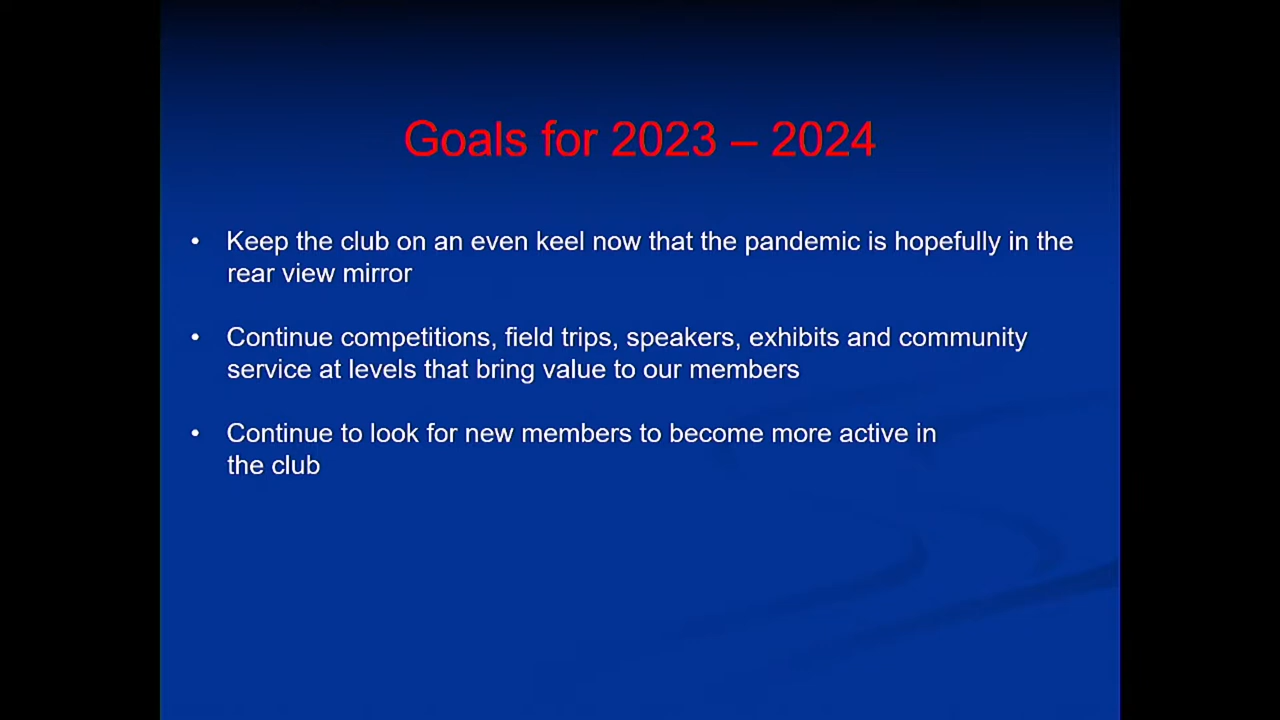 Goals for 2023 – 2024
• Keep the club on an even keel now that the pandemic is hopefully in the
rear view mirror
• Continue competitions, field trips, speakers, exhibits and community
service at levels that bring value to our members
• Continue to look for new members to become more active in
the club